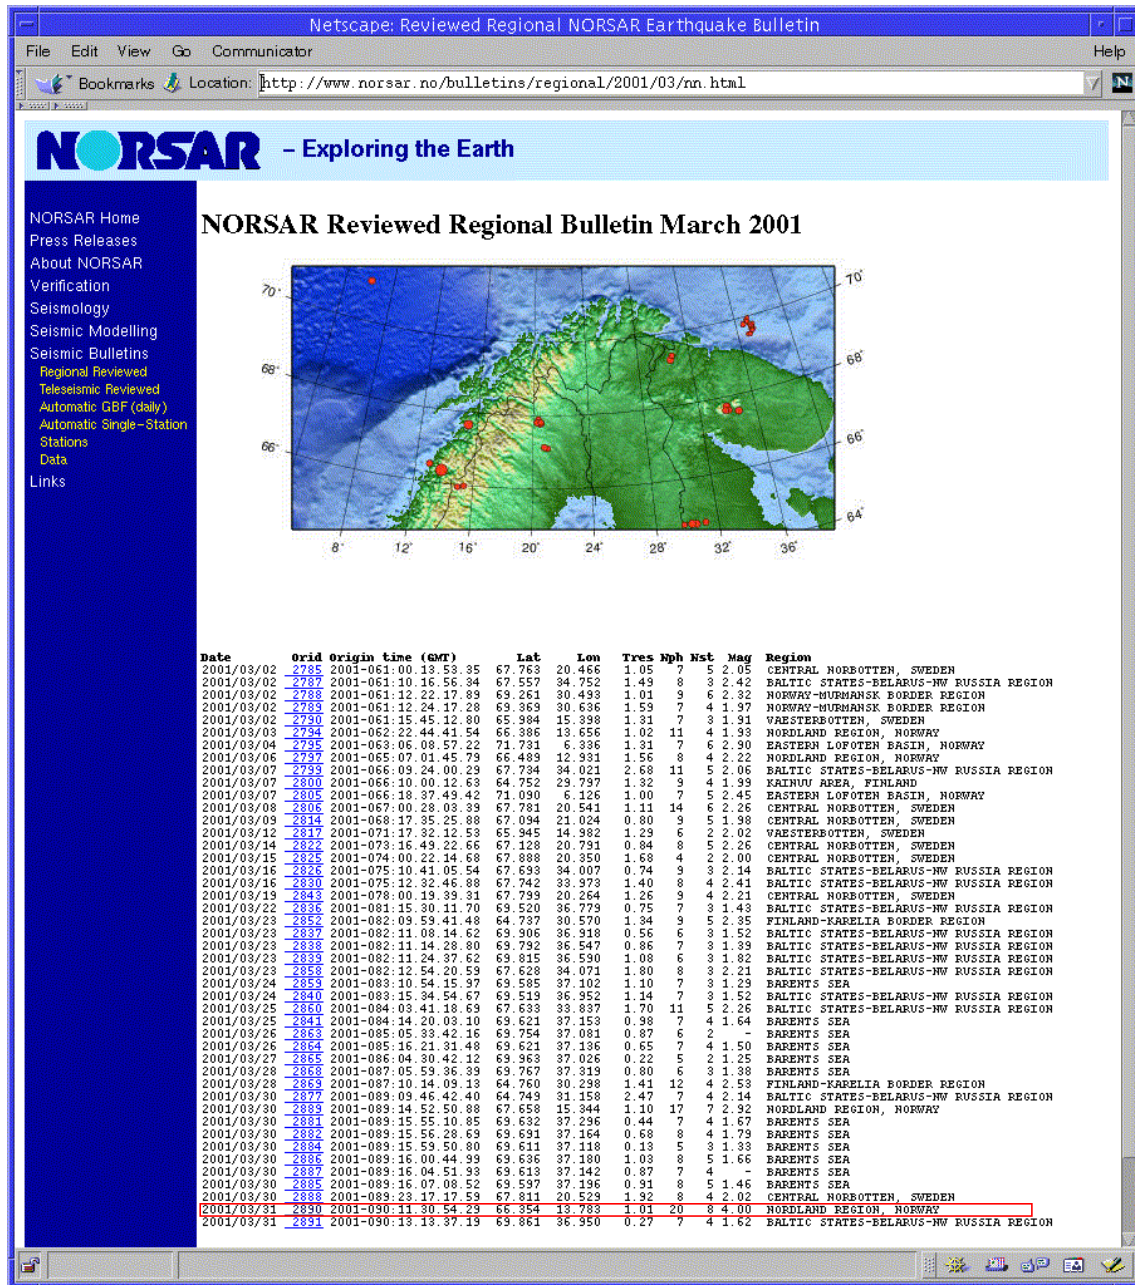 Netscape: Reviewed Regional NORSAR Earthquake Bulletin
File Edit View Go Communicator Help
Bookmarks Location: http://www.norsar.no/bulletins/regional/2001/03/nn.html
N
NORSAR – Exploring the Earth
NORSAR Home
Press Releases
About NORSAR
Verification
Seismology
Seismic Modelling
Seismic Bulletins
Regional Reviewed
Teleseismic Reviewed
Automatic GBF (daily)
Automatic Single-Station
Stations
Data
Links
NORSAR Reviewed Regional Bulletin March 2001
70° 70°
68° 68°
66° 66°
64°
8° 12° 16° 20° 24° 28° 32° 36°
Date Orid Origin time (GMT) Lat Lon Tres Nph Nst Mag Region
2001/03/02 2785 2001-061:00.13.53.35 67.763 20.466 1.05 7 5 2.05 CENTRAL NORBOTTEN, SWEDEN
2001/03/02 2787 2001-061:10.16.56.34 67.557 34.752 1.49 8 3 2.42 BALTIC STATES-BELARUS-NW RUSSIA REGION
2001/03/02 2788 2001-061:12.22.17.89 69.261 30.493 1.01 9 6 2.32 NORWAY-MURMANSK BORDER REGION
2001/03/02 2789 2001-061:12.24.17.28 69.369 30.636 1.59 7 4 1.97 NORWAY-MURMANSK BORDER REGION
2001/03/02 2790 2001-061:15.45.12.80 65.984 15.398 1.31 7 3 1.91 VAESTERBOTTEN, SWEDEN
2001/03/03 2794 2001-062:22.44.41.54 66.386 13.656 1.02 11 4 1.93 NORDLAND REGION, NORWAY
2001/03/04 2795 2001-063:06.08.57.22 71.731 6.336 1.31 7 6 2.90 EASTERN LOFOTEN BASIN, NORWAY
2001/03/06 2797 2001-065:07.01.45.79 66.489 12.931 1.56 8 4 2.22 NORDLAND REGION, NORWAY
2001/03/07 2799 2001-066:09.24.00.29 67.734 34.021 2.68 11 5 2.06 BALTIC STATES-BELARUS-NW RUSSIA REGION
2001/03/07 2800 2001-066:10.00.12.63 64.752 29.797 1.32 9 4 1.99 KAINUU AREA, FINLAND
2001/03/07 2805 2001-066:18.37.49.42 71.090 6.126 1.00 7 5 2.45 EASTERN LOFOTEN BASIN, NORWAY
2001/03/08 2806 2001-067:00.28.03.39 67.781 20.541 1.11 14 6 2.26 CENTRAL NORBOTTEN, SWEDEN
2001/03/09 2814 2001-068:17.35.25.88 67.094 21.024 0.80 9 5 1.98 CENTRAL NORBOTTEN, SWEDEN
2001/03/12 2817 2001-071:17.32.12.53 65.945 14.982 1.29 6 2 2.02 VAESTERBOTTEN, SWEDEN
2001/03/14 2822 2001-073:16.49.22.66 67.128 20.791 0.84 8 5 2.26 CENTRAL NORBOTTEN, SWEDEN
2001/03/15 2825 2001-074:00.22.14.68 67.888 20.350 1.68 4 2 2.00 CENTRAL NORBOTTEN, SWEDEN
2001/03/16 2826 2001-075:10.41.05.54 67.693 34.007 0.74 9 3 2.14 BALTIC STATES-BELARUS-NW RUSSIA REGION
2001/03/16 2830 2001-075:12.32.46.88 67.742 33.973 1.40 8 4 2.41 BALTIC STATES-BELARUS-NW RUSSIA REGION
2001/03/19 2843 2001-078:00.19.39.31 67.799 20.264 1.26 9 4 2.21 CENTRAL NORBOTTEN, SWEDEN
2001/03/22 2836 2001-081:15.30.11.70 69.520 36.779 0.75 7 3 1.43 BALTIC STATES-BELARUS-NW RUSSIA REGION
2001/03/23 2852 2001-082:09.59.41.48 64.737 30.570 1.34 9 5 2.35 FINLAND-KARELIA BORDER REGION
2001/03/23 2837 2001-082:11.08.14.62 69.906 36.918 0.56 6 3 1.52 BALTIC STATES-BELARUS-NW RUSSIA REGION
2001/03/23 2838 2001-082:11.14.28.80 69.792 36.547 0.86 7 3 1.39 BALTIC STATES-BELARUS-NW RUSSIA REGION
2001/03/23 2839 2001-082:11.24.37.62 69.815 36.590 1.08 6 3 1.82 BALTIC STATES-BELARUS-NW RUSSIA REGION
2001/03/23 2858 2001-082:12.54.20.59 67.628 34.071 1.80 8 3 2.21 BALTIC STATES-BELARUS-NW RUSSIA REGION
2001/03/24 2859 2001-083:10.54.15.97 69.585 37.102 1.10 7 3 1.29 BARENTS SEA
2001/03/24 2840 2001-083:15.34.54.67 69.519 36.952 1.14 7 3 1.52 BALTIC STATES-BELARUS-NW RUSSIA REGION
2001/03/25 2860 2001-084:03.41.18.69 67.633 33.837 1.70 11 5 2.26 BALTIC STATES-BELARUS-NW RUSSIA REGION
2001/03/25 2841 2001-084:14.20.03.10 69.621 37.153 0.98 7 4 1.64 BARENTS SEA
2001/03/26 2863 2001-085:05.33.42.16 69.754 37.081 0.87 6 2 - BARENTS SEA
2001/03/26 2864 2001-085:16.21.31.48 69.621 37.136 0.65 7 4 1.50 BARENTS SEA
2001/03/27 2865 2001-086:04.30.42.12 69.963 37.026 0.22 5 2 1.25 BARENTS SEA
2001/03/28 2868 2001-087:05.59.36.39 69.767 37.319 0.80 6 3 1.38 BARENTS SEA
2001/03/28 2869 2001-087:10.14.09.13 64.760 30.298 1.41 12 4 2.53 FINLAND-KARELIA BORDER REGION
2001/03/30 2877 2001-089:09.46.42.40 64.749 31.158 2.47 7 4 2.14 BALTIC STATES-BELARUS-NW RUSSIA REGION
2001/03/30 2889 2001-089:14.52.50.88 67.658 15.344 1.10 17 7 2.92 NORDLAND REGION, NORWAY
2001/03/30 2881 2001-089:15.55.10.85 69.632 37.296 0.44 7 4 1.67 BARENTS SEA
2001/03/30 2882 2001-089:15.56.28.69 69.691 37.164 0.68 8 4 1.79 BARENTS SEA
2001/03/30 2884 2001-089:15.59.50.80 69.611 37.118 0.13 5 3 1.33 BARENTS SEA
2001/03/30 2886 2001-089:16.00.44.99 69.636 37.180 1.03 8 5 1.66 BARENTS SEA
2001/03/30 2887 2001-089:16.04.51.93 69.613 37.142 0.87 7 4 - BARENTS SEA
2001/03/30 2885 2001-089:16.07.08.52 69.597 37.196 0.91 8 5 1.46 BARENTS SEA
2001/03/30 2888 2001-089:23.17.17.59 67.811 20.529 1.92 8 4 2.02 CENTRAL NORBOTTEN, SWEDEN
2001/03/31 2890 2001-090:11.30.54.29 66.354 13.783 1.01 20 8 4.00 NORDLAND REGION, NORWAY
2001/03/31 2891 2001-090:13.13.37.19 69.861 36.950 0.27 7 4 1.62 BALTIC STATES-BELARUS-NW RUSSIA REGION